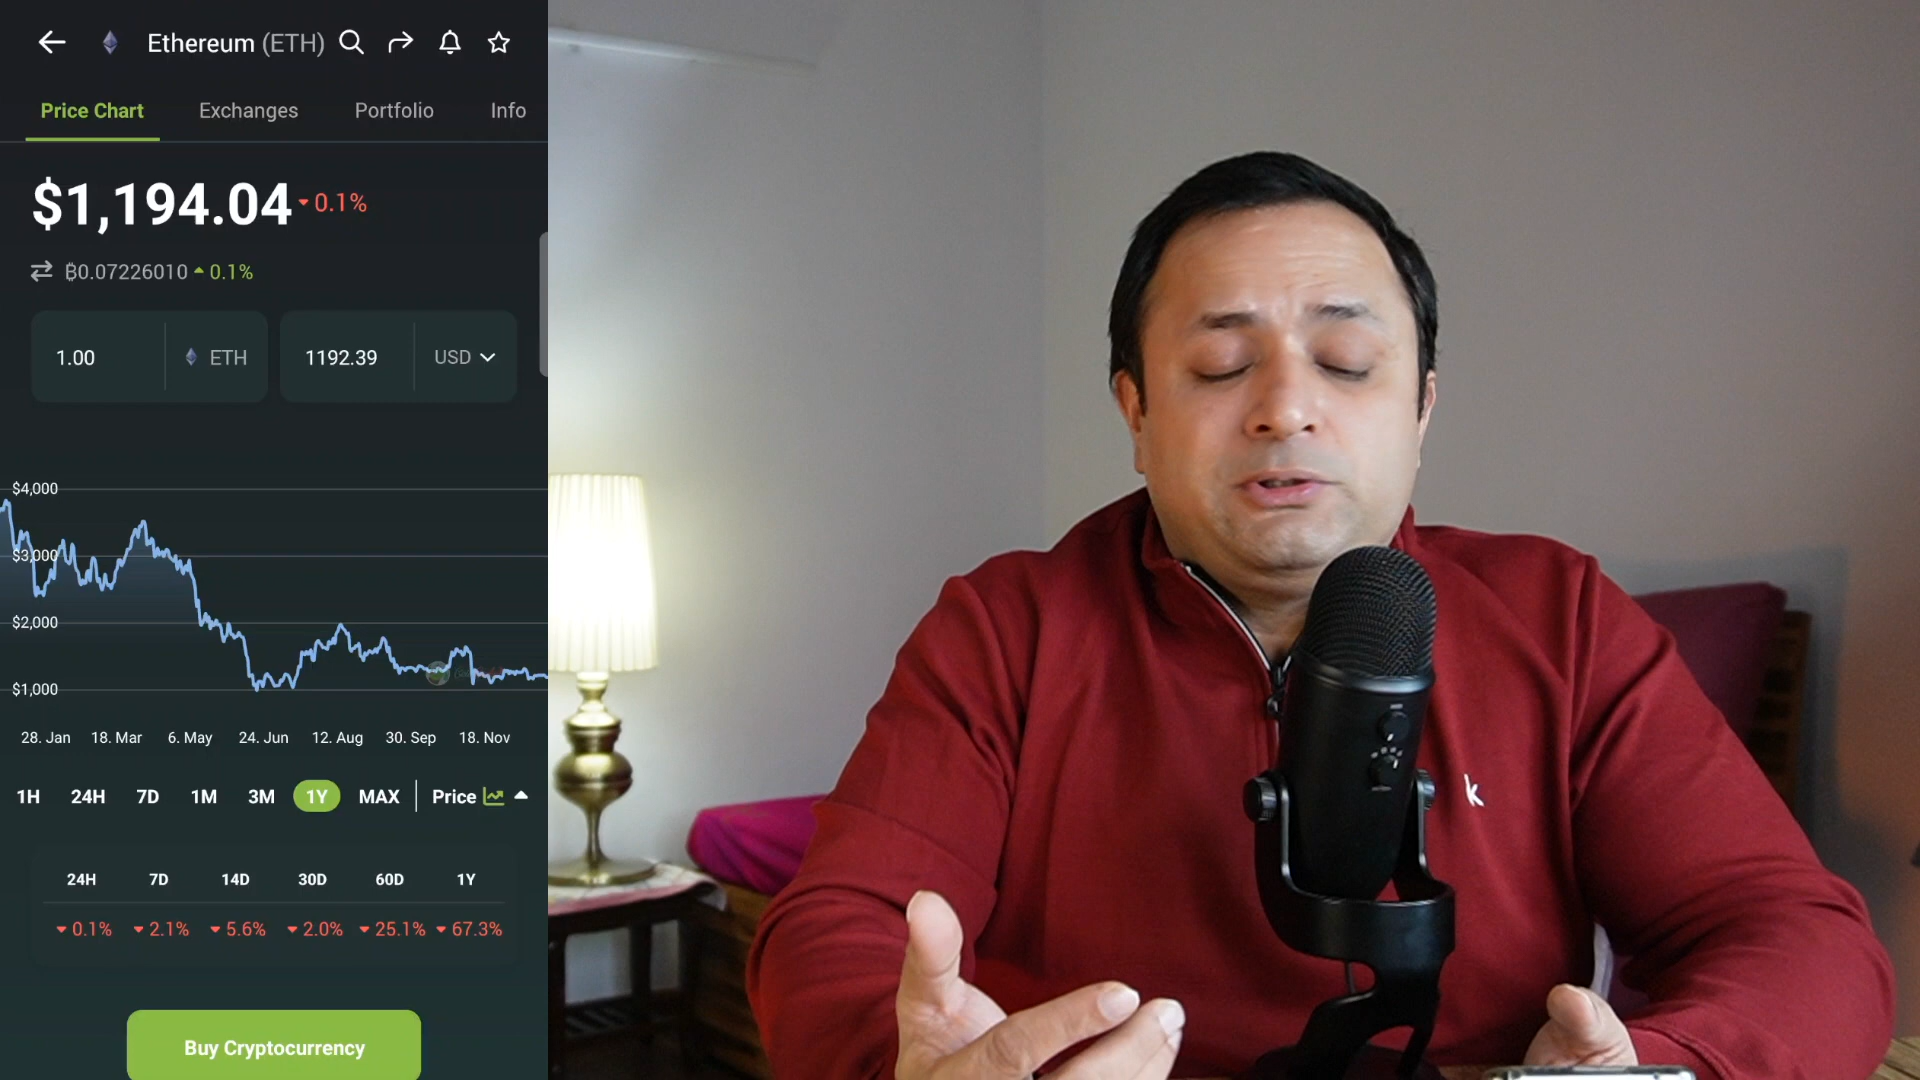 Ethereum (ETH)
Price Chart Exchanges Portfolio Info
$1,194.04 0.1%
₿0.07226010 0.1%
1.00 ETH 1192.39 USD
$4,000
$3,000
$2,000
$1,000
28. Jan 18. Mar 6. May 24. Jun 12. Aug 30. Sep 18. Nov
1H 24H 7D 1M 3M 1Y MAX Price
24H 7D 14D 30D 60D 1Y
0.1% 2.1% 5.6% 2.0% 25.1% 67.3%
Buy Cryptocurrency
k